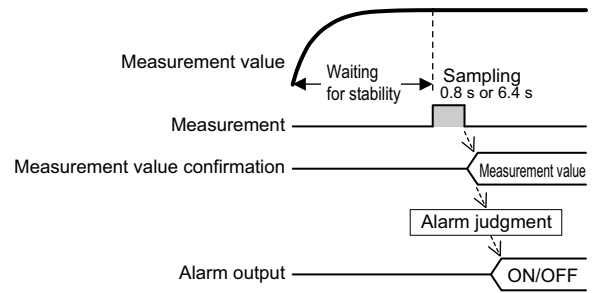 Measurement value
Waiting
for stability
Sampling
0.8 s or 6.4 s
Measurement
Measurement value confirmation
Measurement value
Alarm judgment
Alarm output
ON/OFF